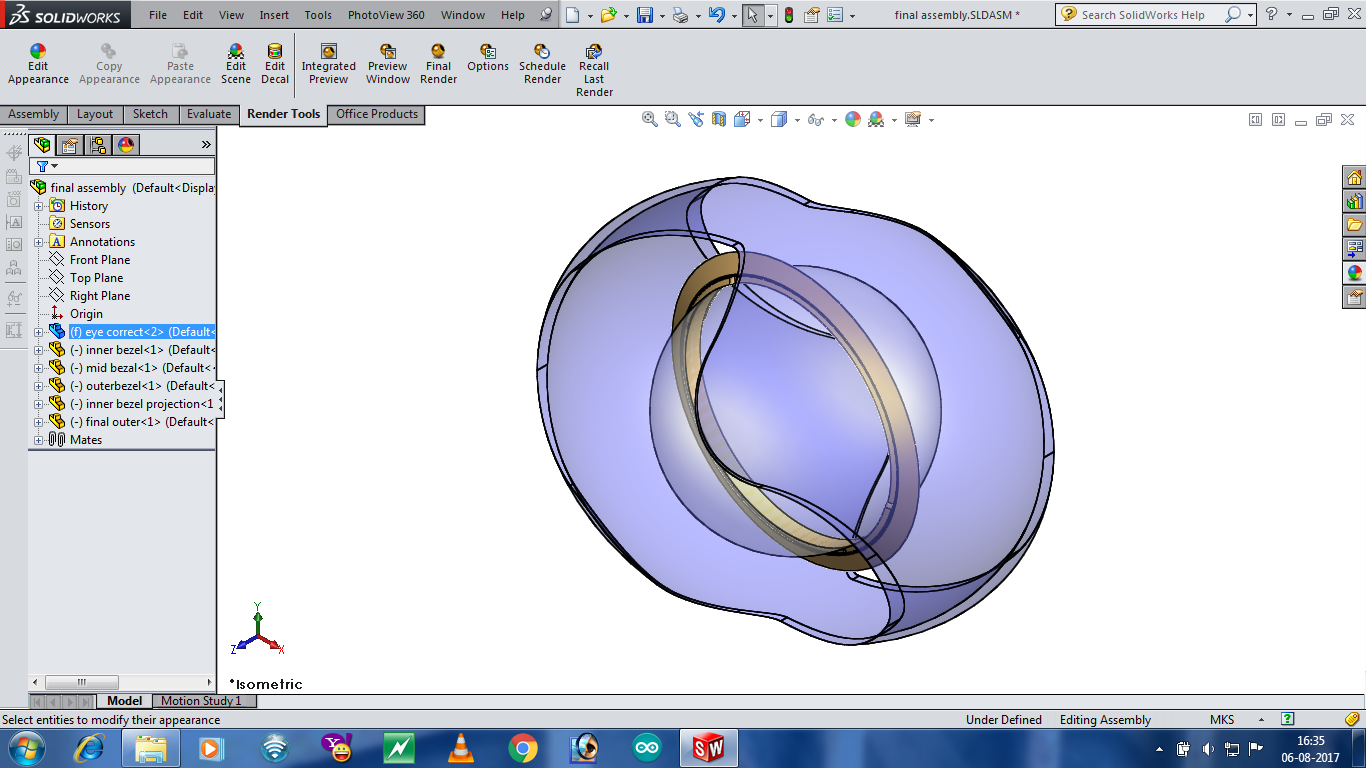 SOLIDWORKS File Edit View Insert Tools PhotoView 360 Window Help final assembly.SLDASM * Search SolidWorks Help
Edit Appearance
Copy Appearance
Paste Appearance
Edit Scene
Edit Decal
Integrated Preview
Preview Window
Final Render
Options
Schedule Render
Recall Last Render
Assembly Layout Sketch Evaluate Render Tools Office Products
final assembly (Default<Displa
History
Sensors
Annotations
Front Plane
Top Plane
Right Plane
Origin
(f) eye correct<2> (Default<
(-) inner bezel<1> (Default<
(-) mid bezal<1> (Default<
(-) outerbezel<1> (Default<
(-) inner bezel projection<1
(-) final outer<1> (Default<
Mates
Y
Z X
*Isometric
Model Motion Study 1
Select entities to modify their appearance Under Defined Editing Assembly MKS
16:35
06-08-2017